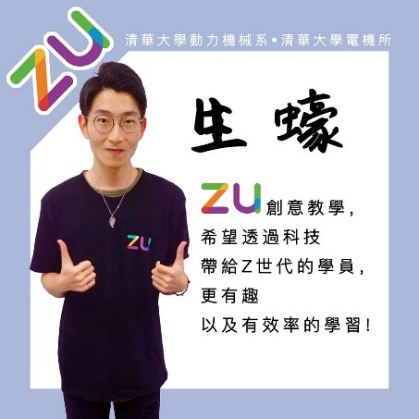 ZU
清華大學動力機械系•清華大學電機所
生蠔
ZU
ZU創意教學,
希望透過科技
帶給Z世代的學員,
更有趣
以及有效率的學習!